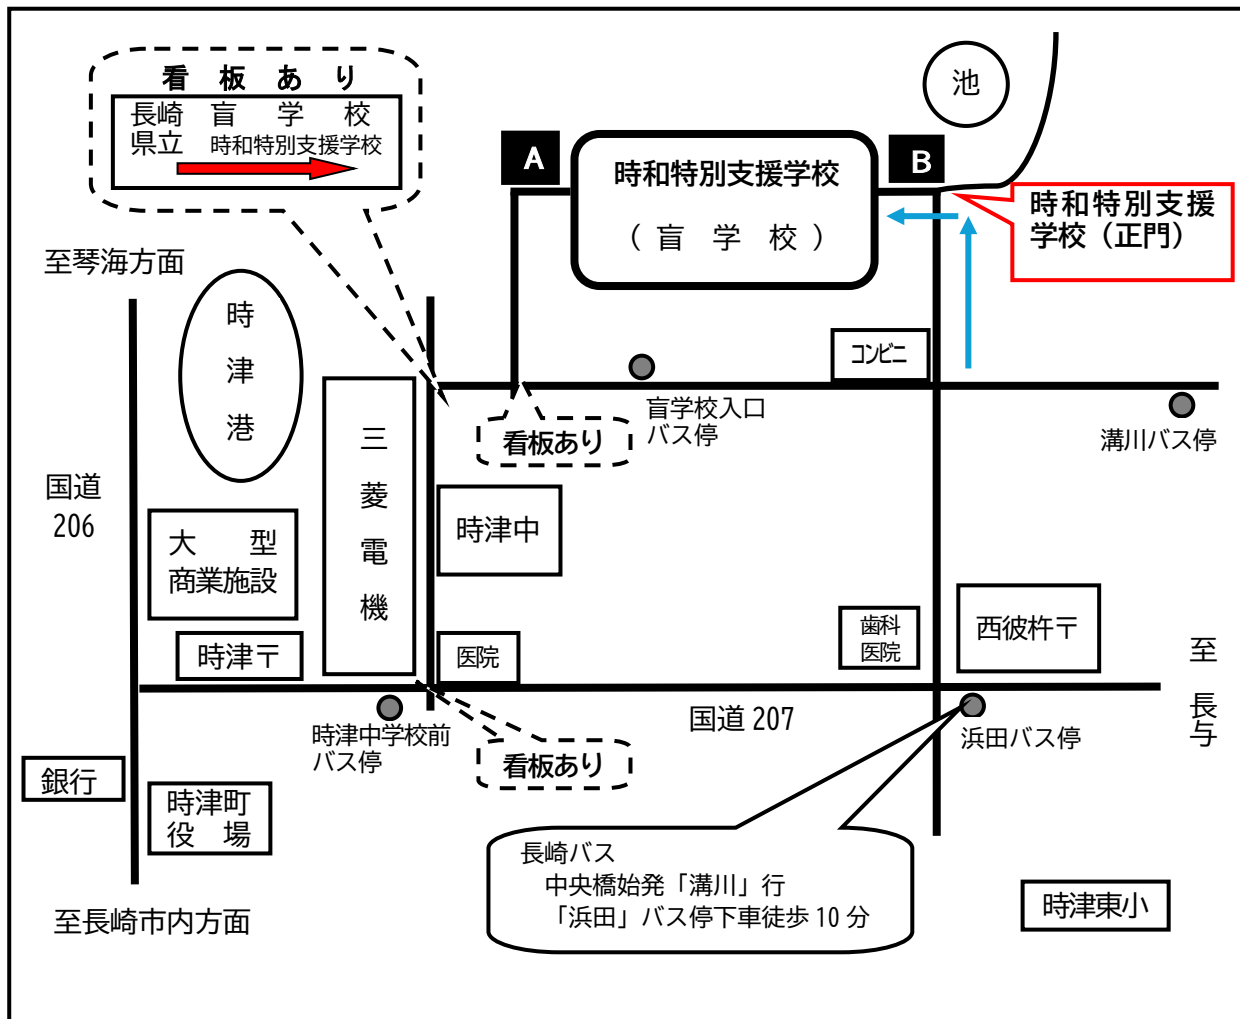 看板あり
長崎 盲学校
県立 時和特別支援学校
池
A
B
時和特別支援学校
（盲学校）
時和特別支援
学校（正門）
至琴海方面
時津港
コンビニ
盲学校入口
バス停
溝川バス停
看板あり
三菱電機
国道
206
大型
商業施設
時津中
時津〒
医院
歯科
医院
西彼杵〒
至長与
国道207
時津中学校前
バス停
看板あり
浜田バス停
銀行
時津町
役場
長崎バス
中央橋始発「溝川」行
「浜田」バス停下車徒歩10分
時津東小
至長崎市内方面